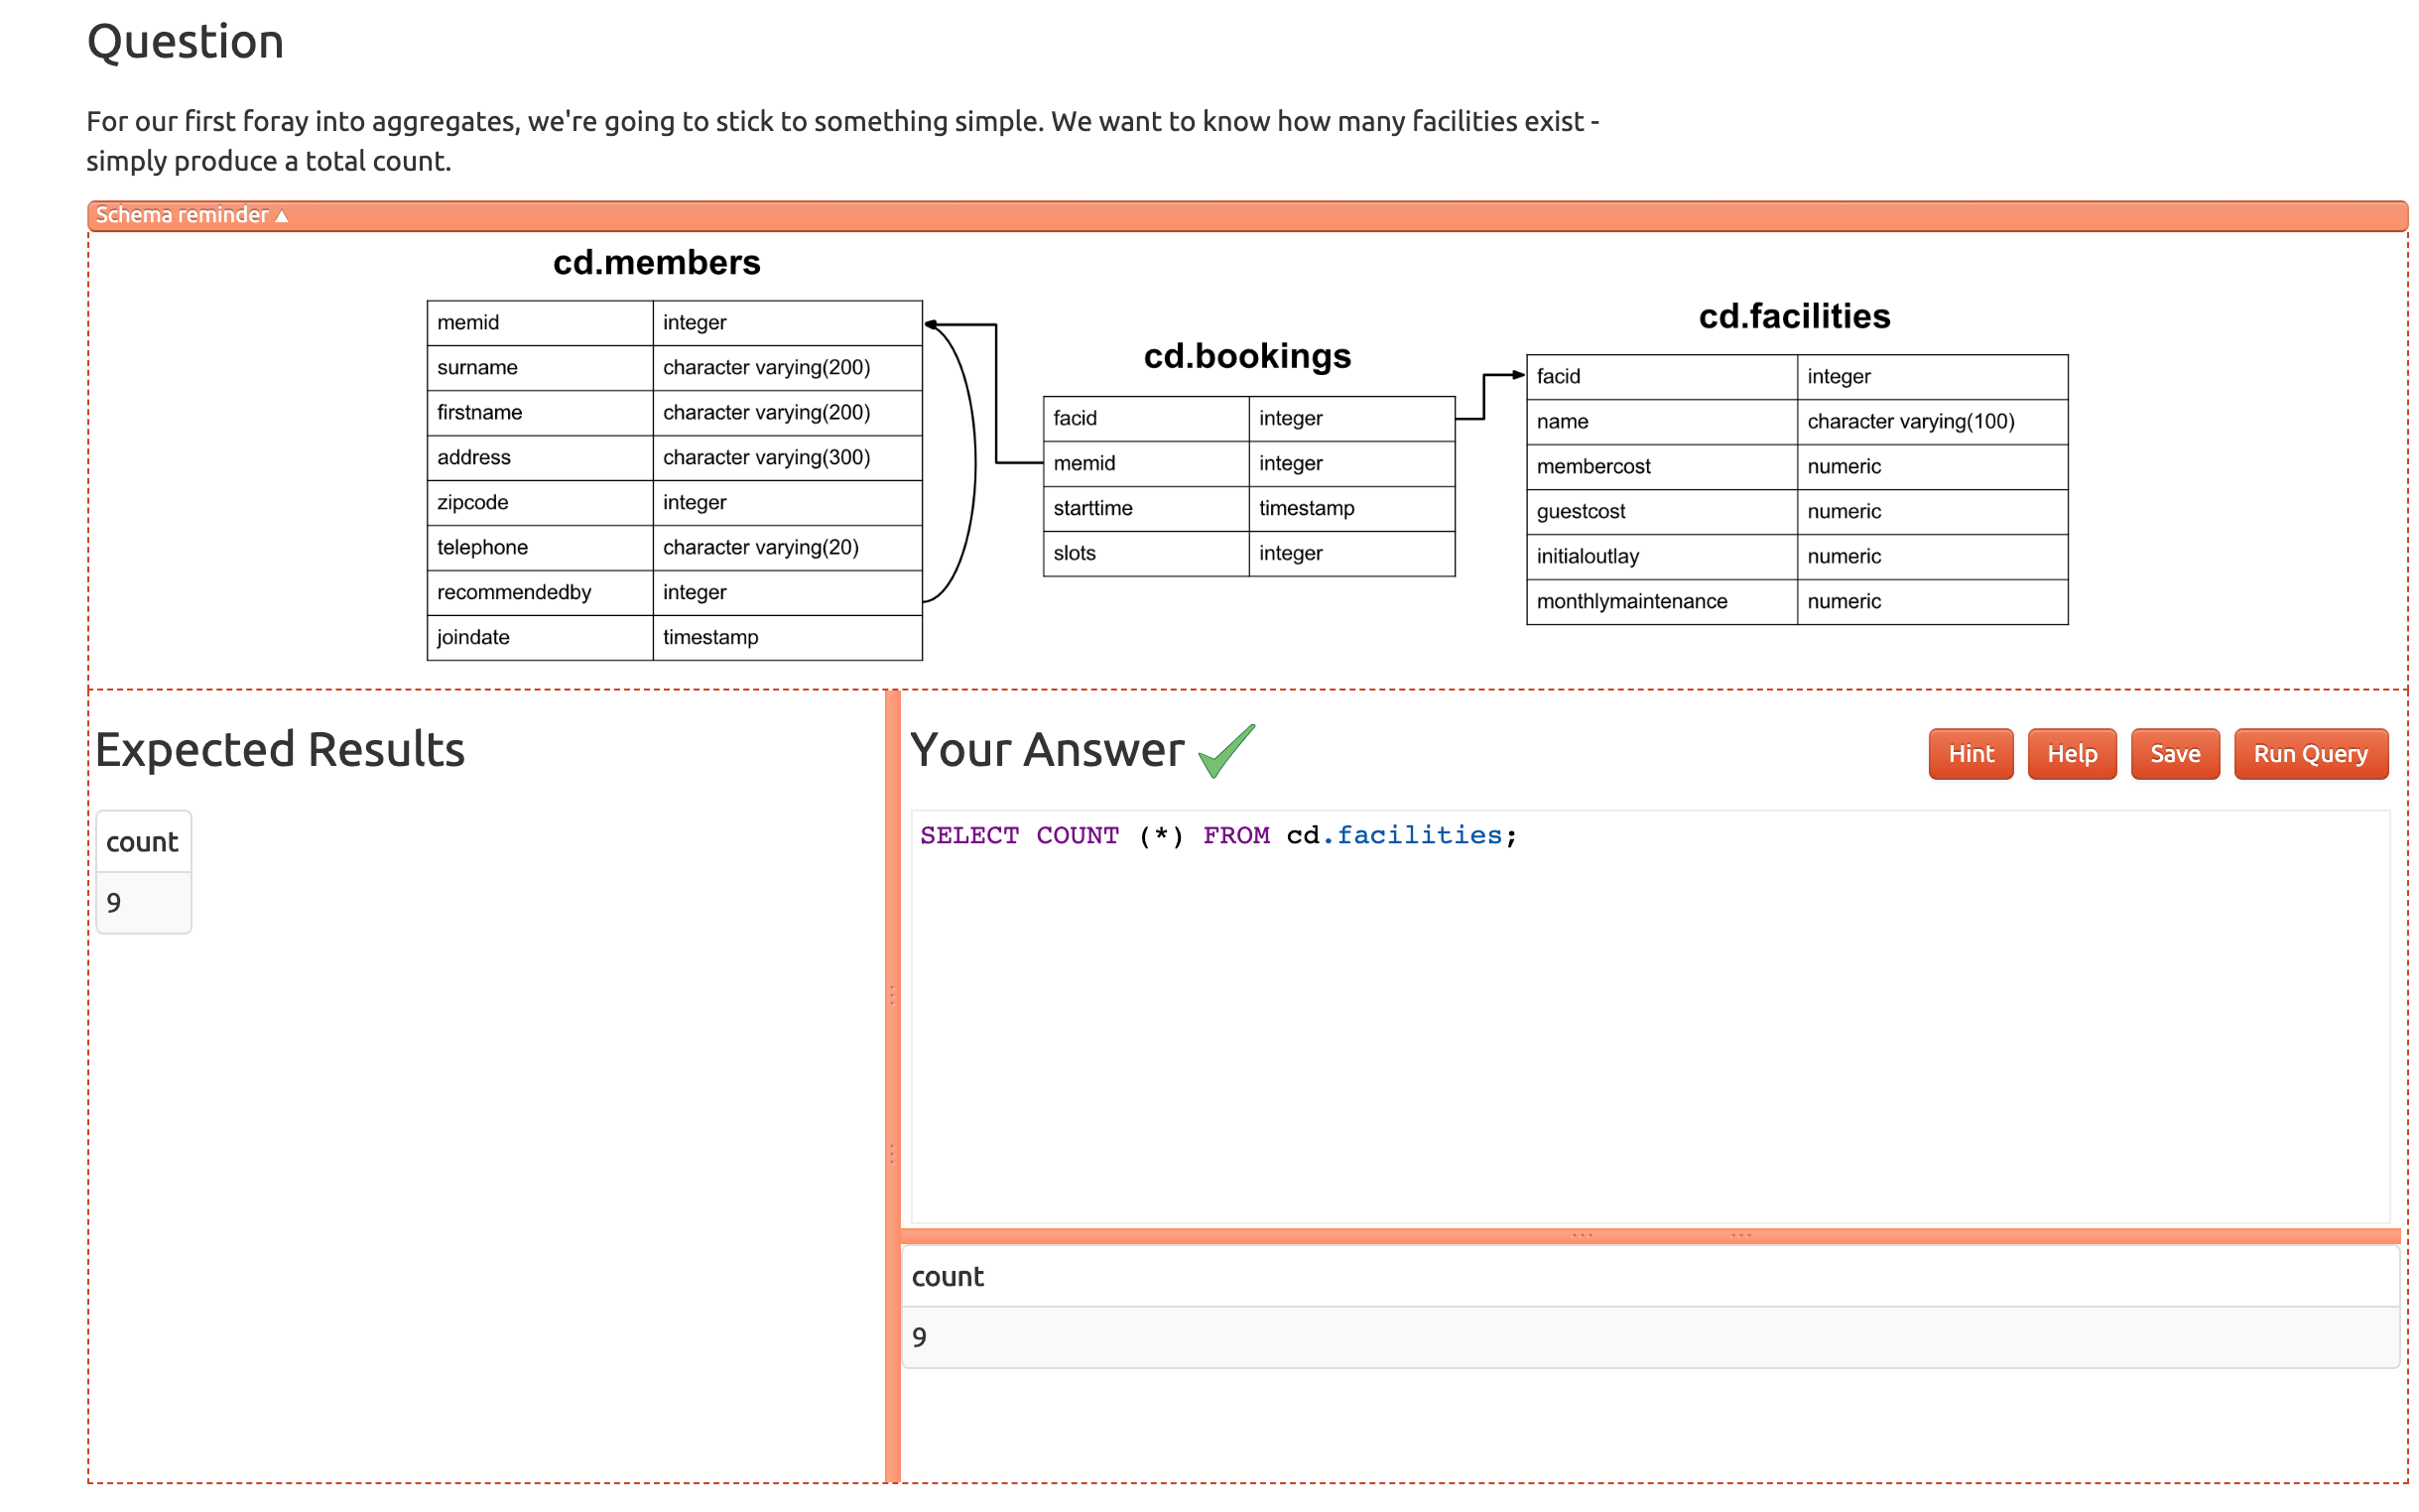 Question
For our first foray into aggregates, we're going to stick to something simple. We want to know how many facilities exist -
simply produce a total count.
Schema reminder ▲
cd.members
memid integer
surname character varying(200)
firstname character varying(200)
address character varying(300)
zipcode integer
telephone character varying(20)
recommendedby integer
joindate timestamp
cd.bookings
facid integer
memid integer
starttime timestamp
slots integer
cd.facilities
facid integer
name character varying(100)
membercost numeric
guestcost numeric
initialoutlay numeric
monthlymaintenance numeric
Expected Results
count
9
Your Answer
Hint Help Save Run Query
SELECT COUNT (*) FROM cd.facilities;
count
9